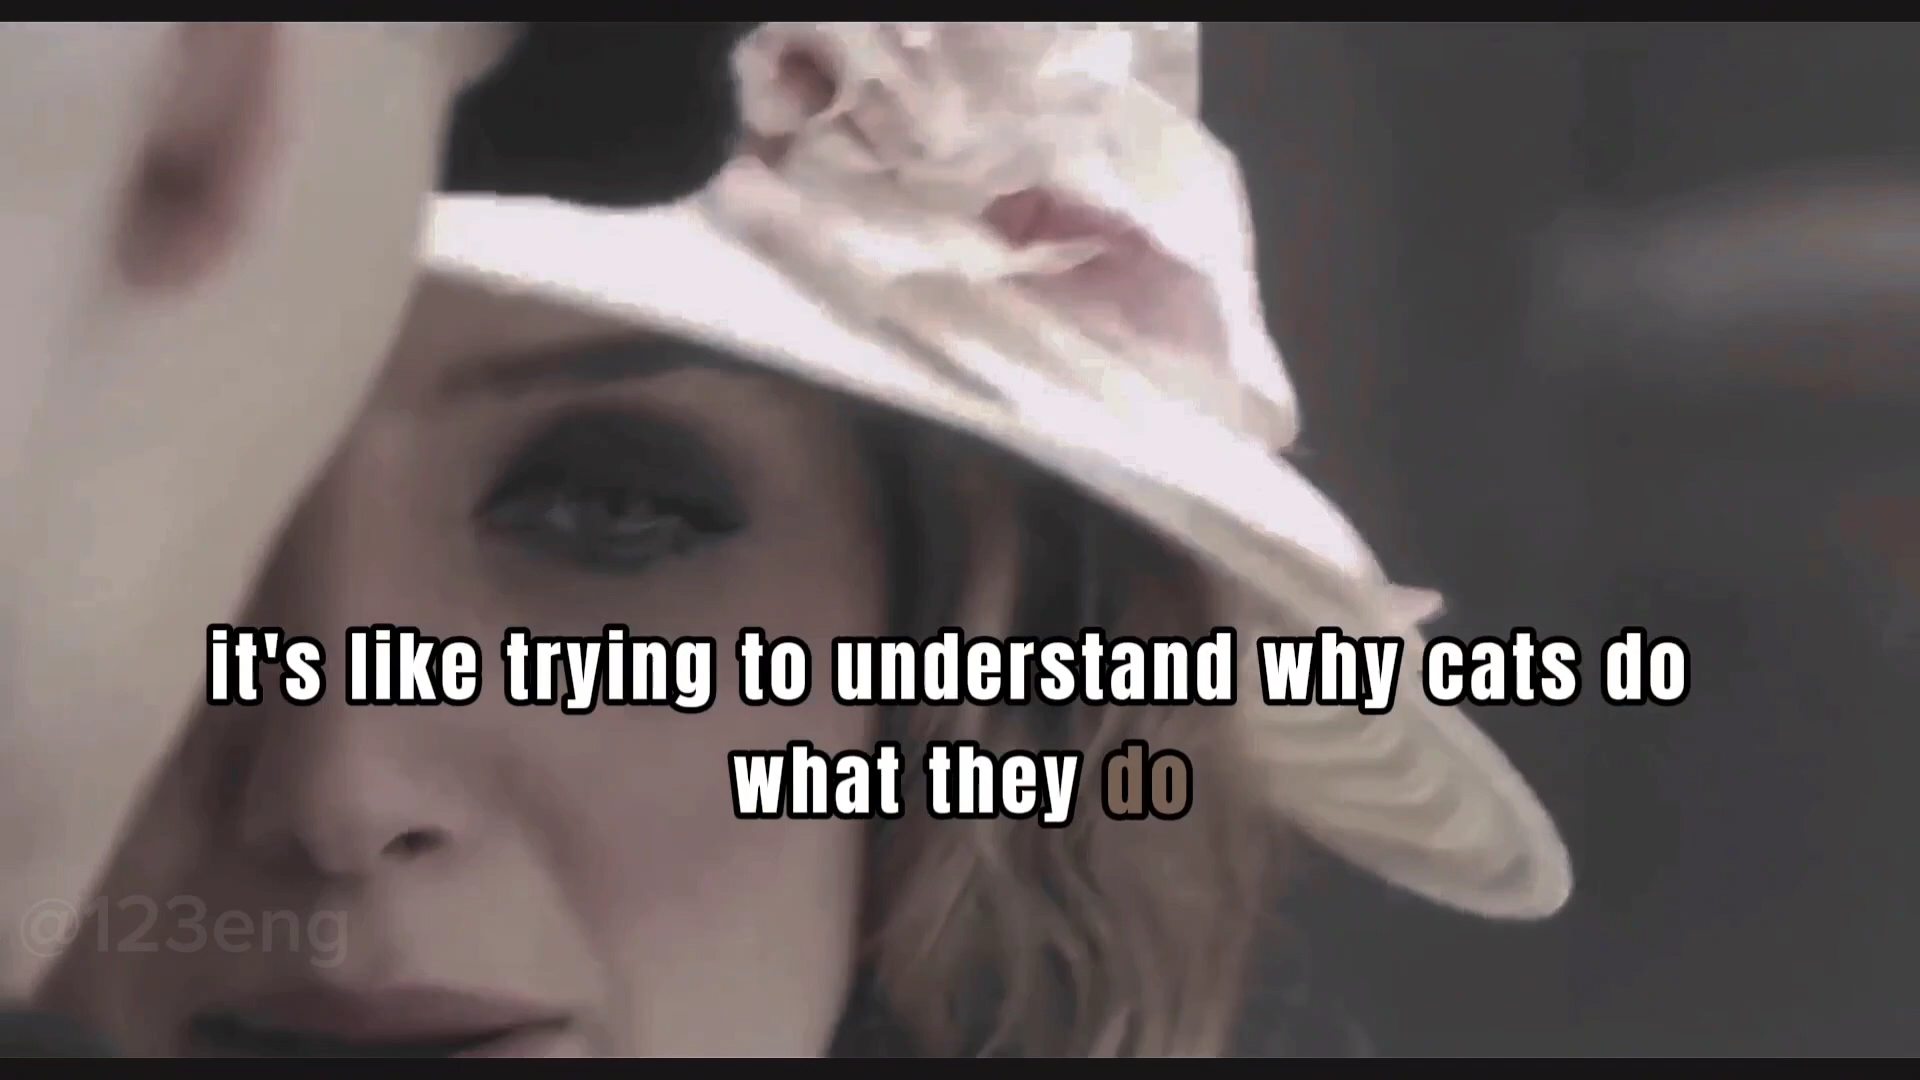 it's like trying to understand why cats do
what they do
@123eng